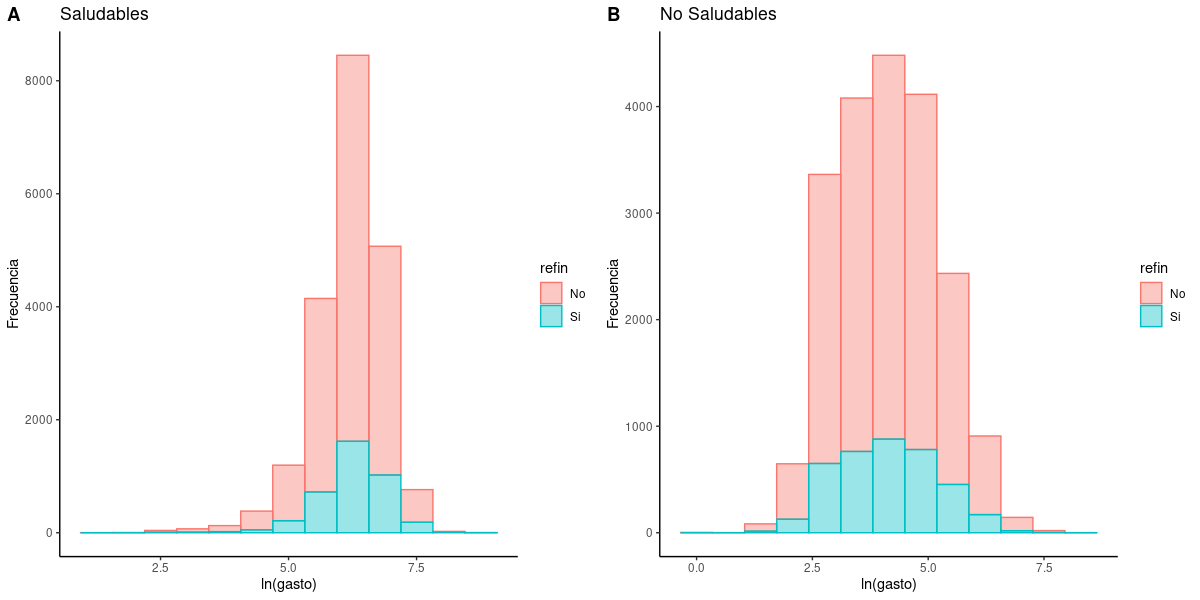 A Saludables
Frecuencia
8000
6000
4000
2000
0
2.5 5.0 7.5
ln(gasto)
refin
No
Si
B No Saludables
Frecuencia
4000
3000
2000
1000
0
0.0 2.5 5.0 7.5
ln(gasto)
refin
No
Si